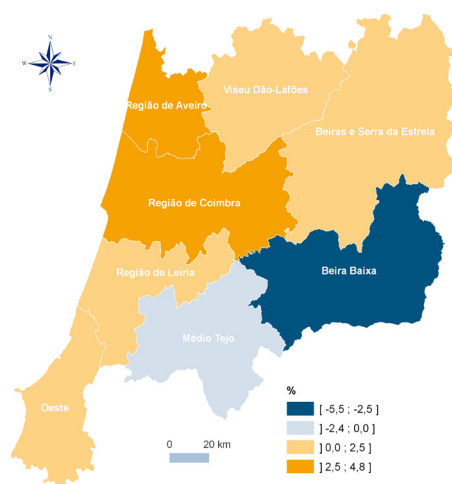 N
W E
S
Região de Aveiro
Viseu Dão-Lafões
Beiras e Serra da Estrela
Região de Coimbra
Região de Leiria
Beira Baixa
Médio Tejo
Oeste
%
[ -5,5 ; -2,5 ]
] -2,4 ; 0,0 ]
] 0,0 ; 2,5 ]
] 2,5 ; 4,8 ]
0 20 km